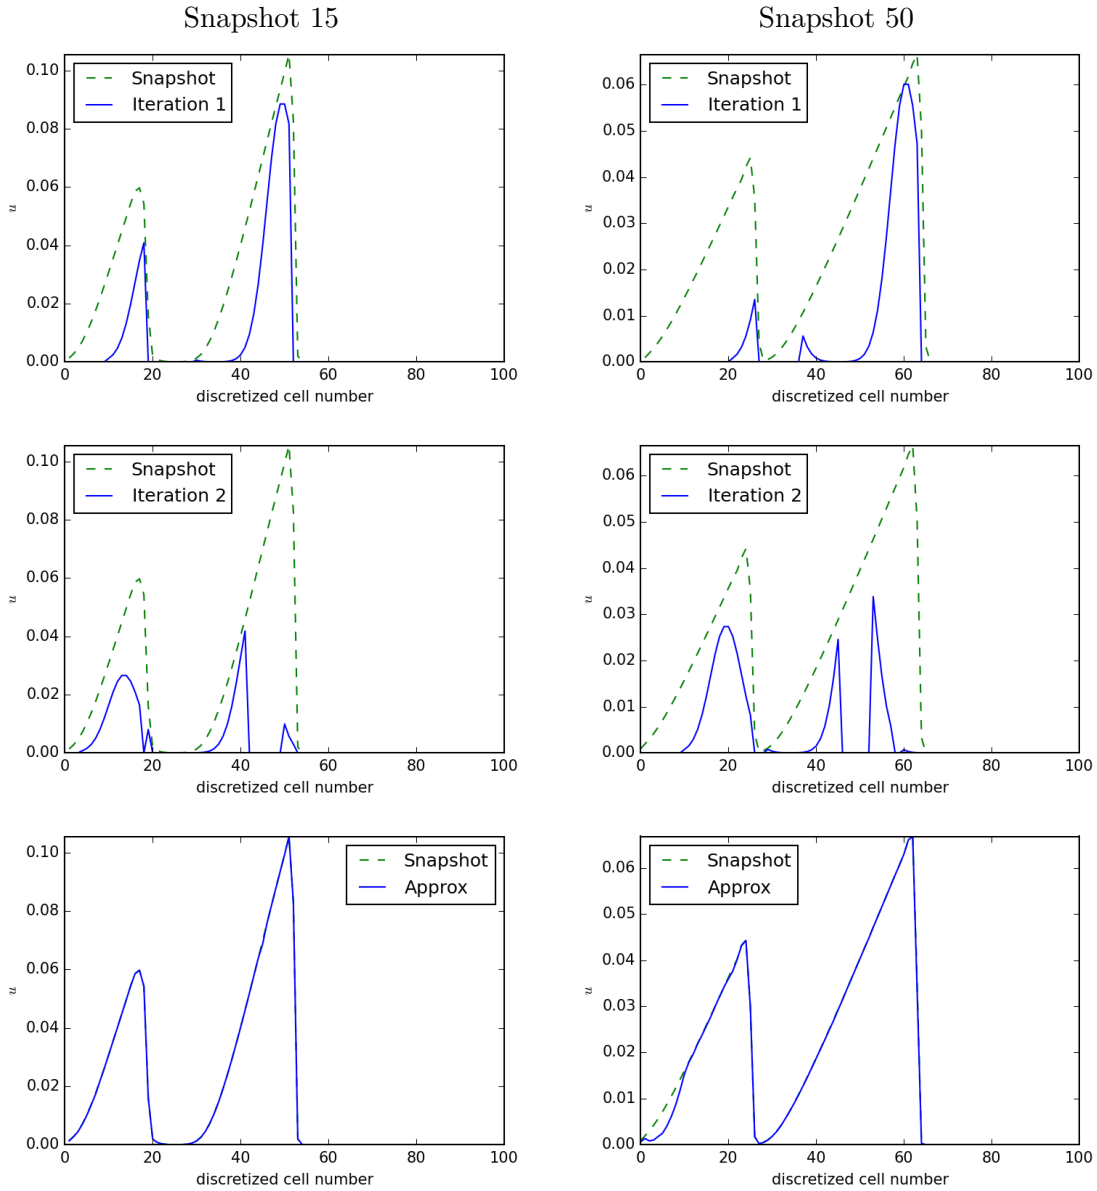 Snapshot 15
Snapshot 50
Snapshot
Iteration 1
0.10
0.08
0.06
0.04
0.02
0.00
u
0 20 40 60 80 100
discretized cell number
Snapshot
Iteration 1
0.06
0.05
0.04
0.03
0.02
0.01
0.00
u
0 20 40 60 80 100
discretized cell number
Snapshot
Iteration 2
0.10
0.08
0.06
0.04
0.02
0.00
u
0 20 40 60 80 100
discretized cell number
Snapshot
Iteration 2
0.06
0.05
0.04
0.03
0.02
0.01
0.00
u
0 20 40 60 80 100
discretized cell number
Snapshot
Approx
0.10
0.08
0.06
0.04
0.02
0.00
u
0 20 40 60 80 100
discretized cell number
Snapshot
Approx
0.06
0.05
0.04
0.03
0.02
0.01
0.00
u
0 20 40 60 80 100
discretized cell number